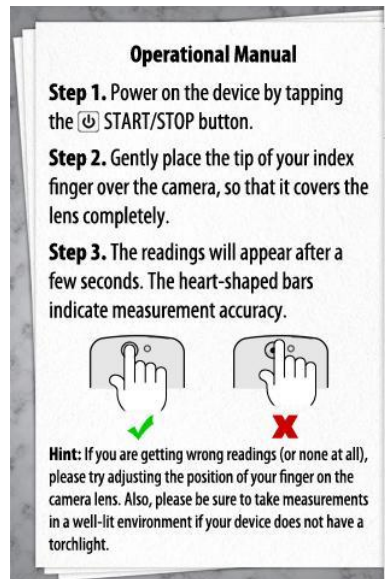 Operational Manual
Step 1. Power on the device by tapping
the START/STOP button.
Step 2. Gently place the tip of your index
finger over the camera, so that it covers the
lens completely.
Step 3. The readings will appear after a
few seconds. The heart-shaped bars
indicate measurement accuracy.
Hint: If you are getting wrong readings (or none at all),
please try adjusting the position of your finger on the
camera lens. Also, please be sure to take measurements
in a well-lit environment if your device does not have a
torchlight.